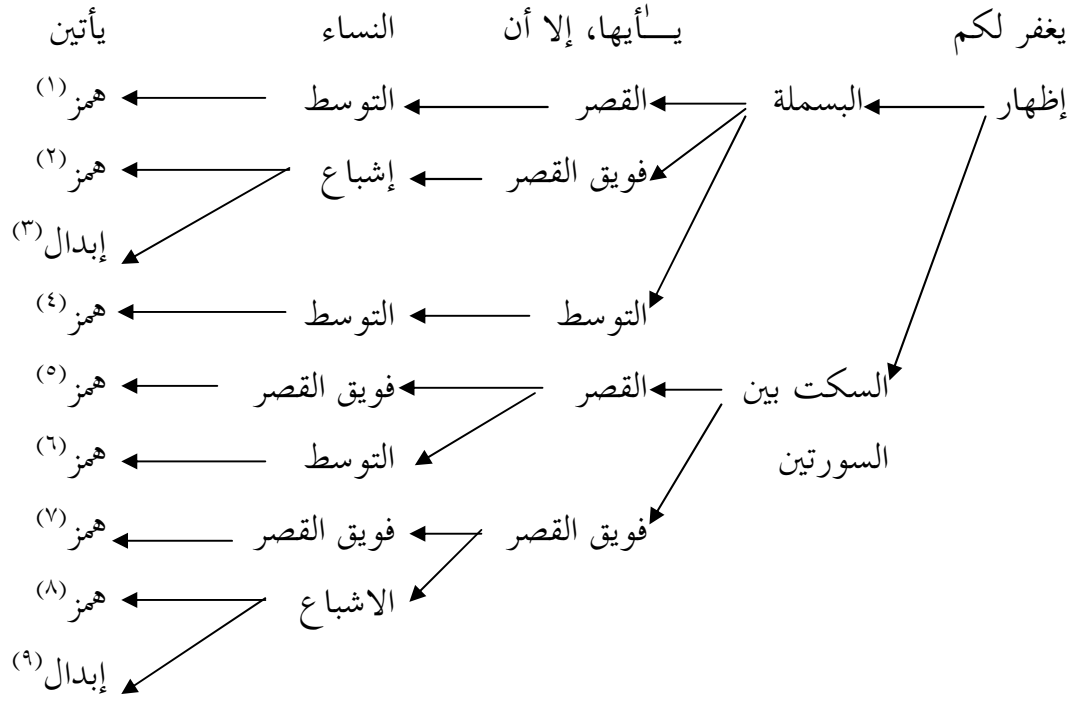 يغفر لكم يــٰأيها، إلا أن النساء يأتين
إظهار البسملة القصر التوسط همز(١)
فويق القصر إشباع همز(٢)
إبدال(٣)
التوسط التوسط همز(٤)
السكت بين القصر فويق القصر همز(٥)
السورتين التوسط همز(٦)
فويق القصر فويق القصر همز(٧)
الاشباع همز(٨)
إبدال(٩)